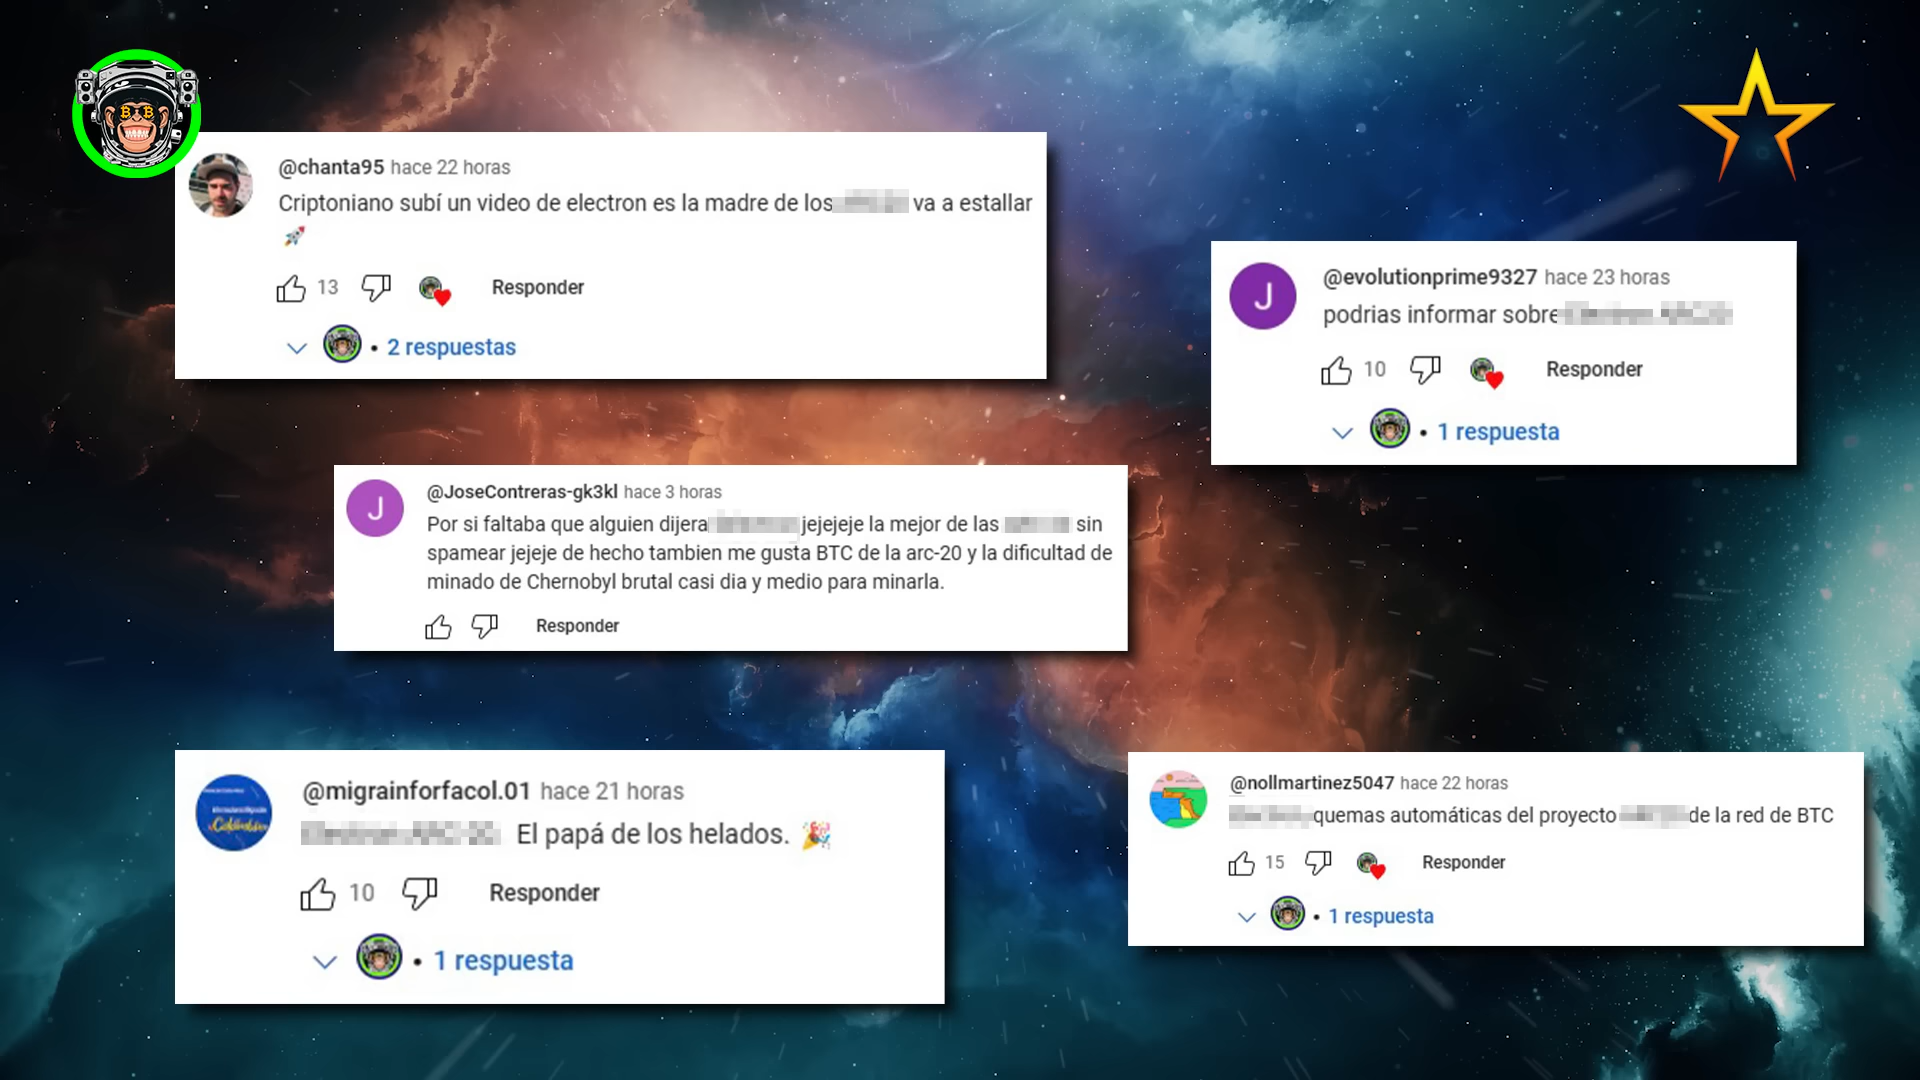 @chanta95 hace 22 horas
Criptoniano subí un video de electron es la madre de los va a estallar
🚀
13 Responder
2 respuestas
@evolutionprime9327 hace 23 horas
podrias informar sobre
10 Responder
1 respuesta
@JoseContreras-gk3kl hace 3 horas
Por si faltaba que alguien dijera jejejeje la mejor de las sin
spamear jejeje de hecho tambien me gusta BTC de la arc-20 y la dificultad de
minado de Chernobyl brutal casi dia y medio para minarla.
Responder
@migrainforfacol.01 hace 21 horas
El papá de los helados. 🎉
10 Responder
1 respuesta
@nollmartinez5047 hace 22 horas
quemas automáticas del proyecto de la red de BTC
15 Responder
1 respuesta